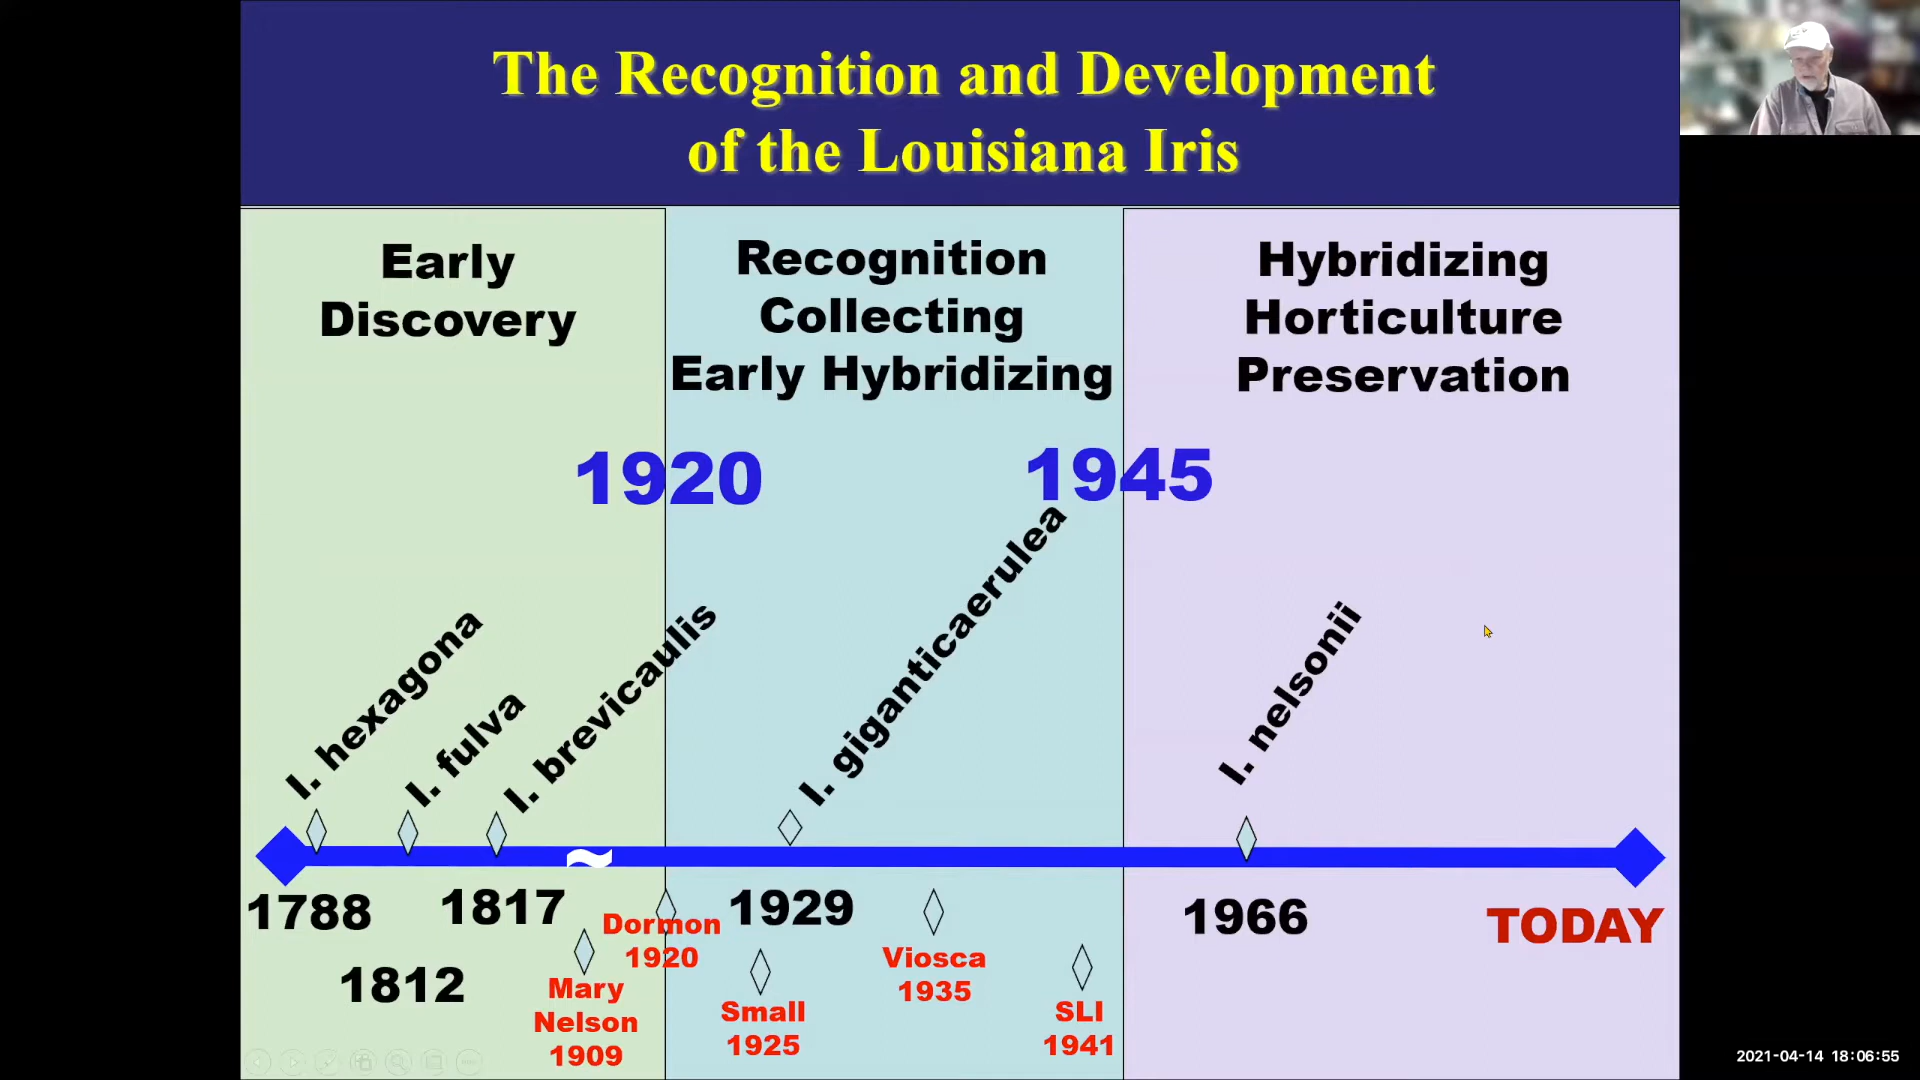 The Recognition and Development
of the Louisiana Iris
Early
Discovery
Recognition
Collecting
Early Hybridizing
Hybridizing
Horticulture
Preservation
1920
1945
I. hexagona
I. fulva
I. brevicaulis
I. giganticaerulea
I. nelsonii
~
1788
1812
1817
1929
1966
TODAY
Mary
Nelson
1909
Dormon
1920
Small
1925
Viosca
1935
SLI
1941
2021-04-14 18:06:55